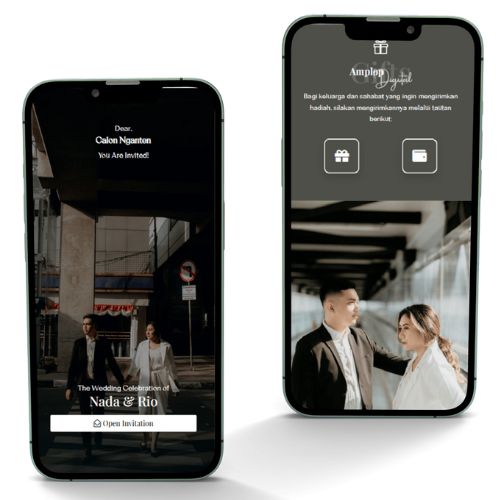 Dear,
Calon Nganten
You Are Invited!
The Wedding Celebration of
Nada & Rio
Open Invitation
Gifts
Amplop
Digital
Bagi keluarga dan sahabat yang ingin mengirimkan
hadiah, silakan mengirimkannya melalui tautan
berikut: